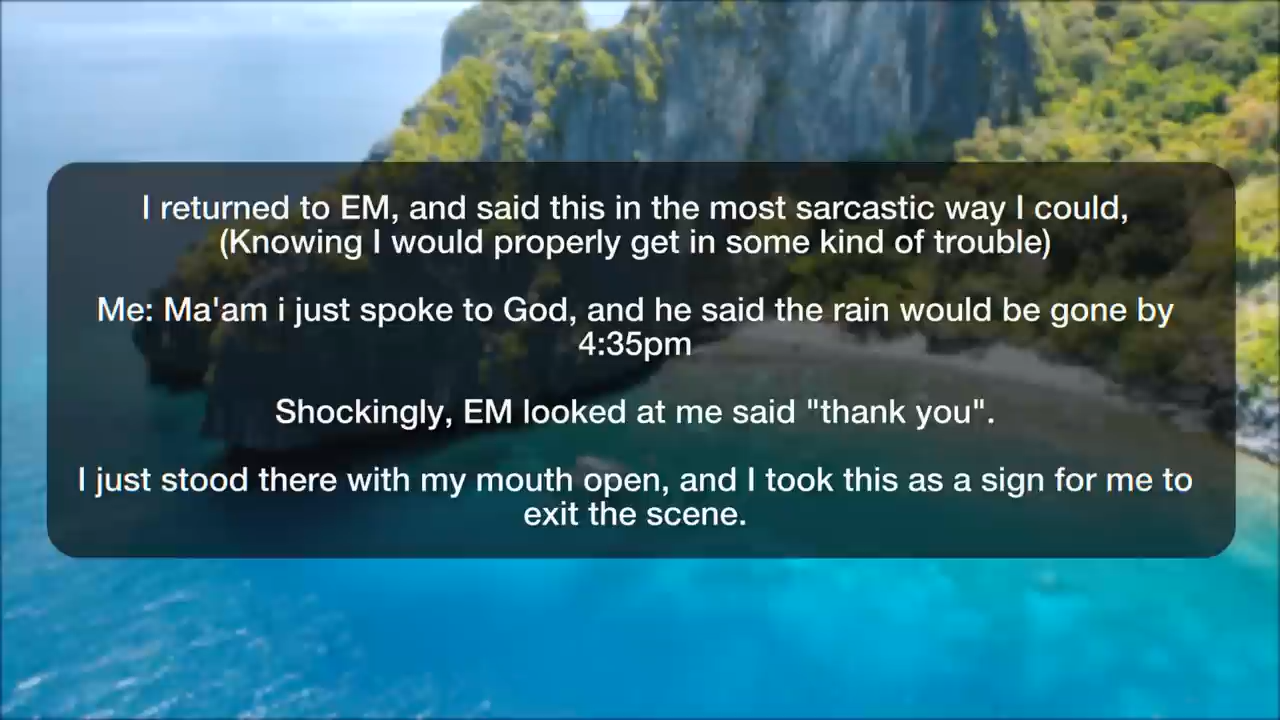 I returned to EM, and said this in the most sarcastic way I could,
(Knowing I would properly get in some kind of trouble)
Me: Ma'am i just spoke to God, and he said the rain would be gone by
4:35pm
Shockingly, EM looked at me said "thank you".
I just stood there with my mouth open, and I took this as a sign for me to
exit the scene.